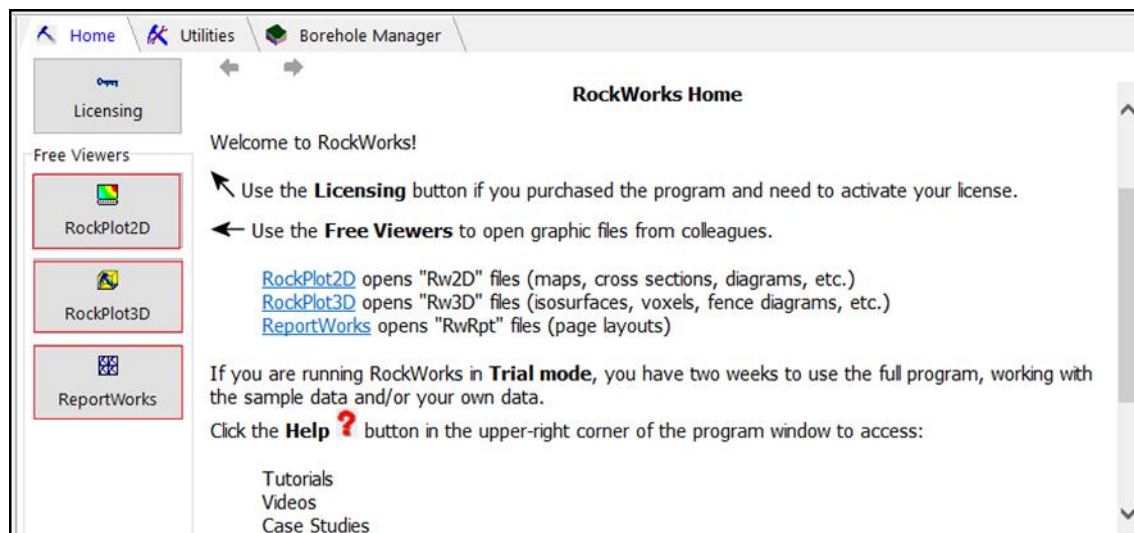 Home Utilities Borehole Manager
Licensing
Free Viewers
RockPlot2D
RockPlot3D
ReportWorks
RockWorks Home
Welcome to RockWorks!
Use the Licensing button if you purchased the program and need to activate your license.
Use the Free Viewers to open graphic files from colleagues.
RockPlot2D opens "Rw2D" files (maps, cross sections, diagrams, etc.)
RockPlot3D opens "Rw3D" files (isosurfaces, voxels, fence diagrams, etc.)
ReportWorks opens "RwRpt" files (page layouts)
If you are running RockWorks in Trial mode, you have two weeks to use the full program, working with
the sample data and/or your own data.
Click the Help ? button in the upper-right corner of the program window to access:
Tutorials
Videos
Case Studies